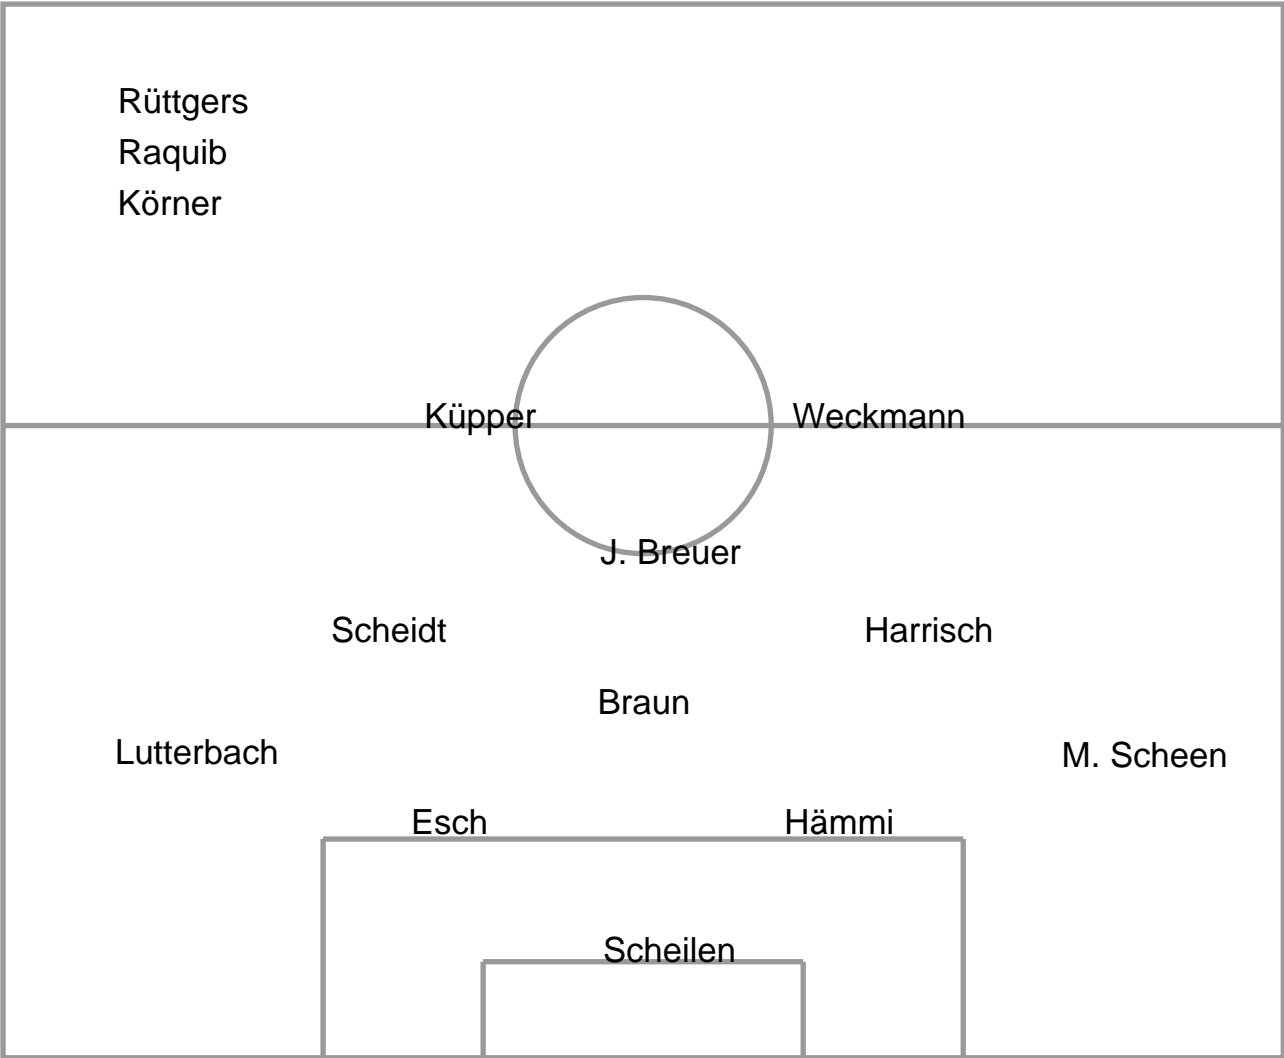 Rüttgers
Raquib
Körner
Küpper
Weckmann
J. Breuer
Scheidt
Harrisch
Braun
Lutterbach
M. Scheen
Esch
Hämmi
Scheilen